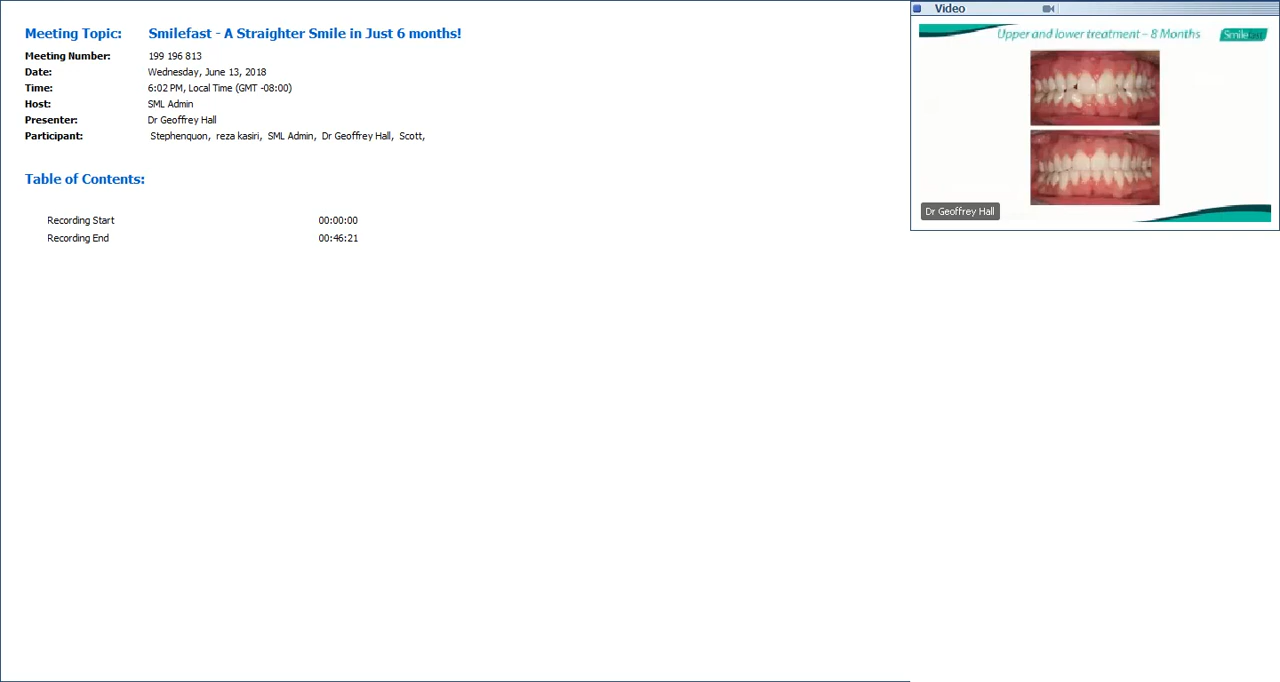 Meeting Topic: Smilefast - A Straighter Smile in Just 6 months!
Meeting Number: 199 196 813
Date: Wednesday, June 13, 2018
Time: 6:02 PM, Local Time (GMT -08:00)
Host: SML Admin
Presenter: Dr Geoffrey Hall
Participant: Stephenquon, reza kasiri, SML Admin, Dr Geoffrey Hall, Scott,
Table of Contents:
Recording Start 00:00:00
Recording End 00:46:21
Video
Upper and lower treatment – 8 Months
Smilefast
Dr Geoffrey Hall